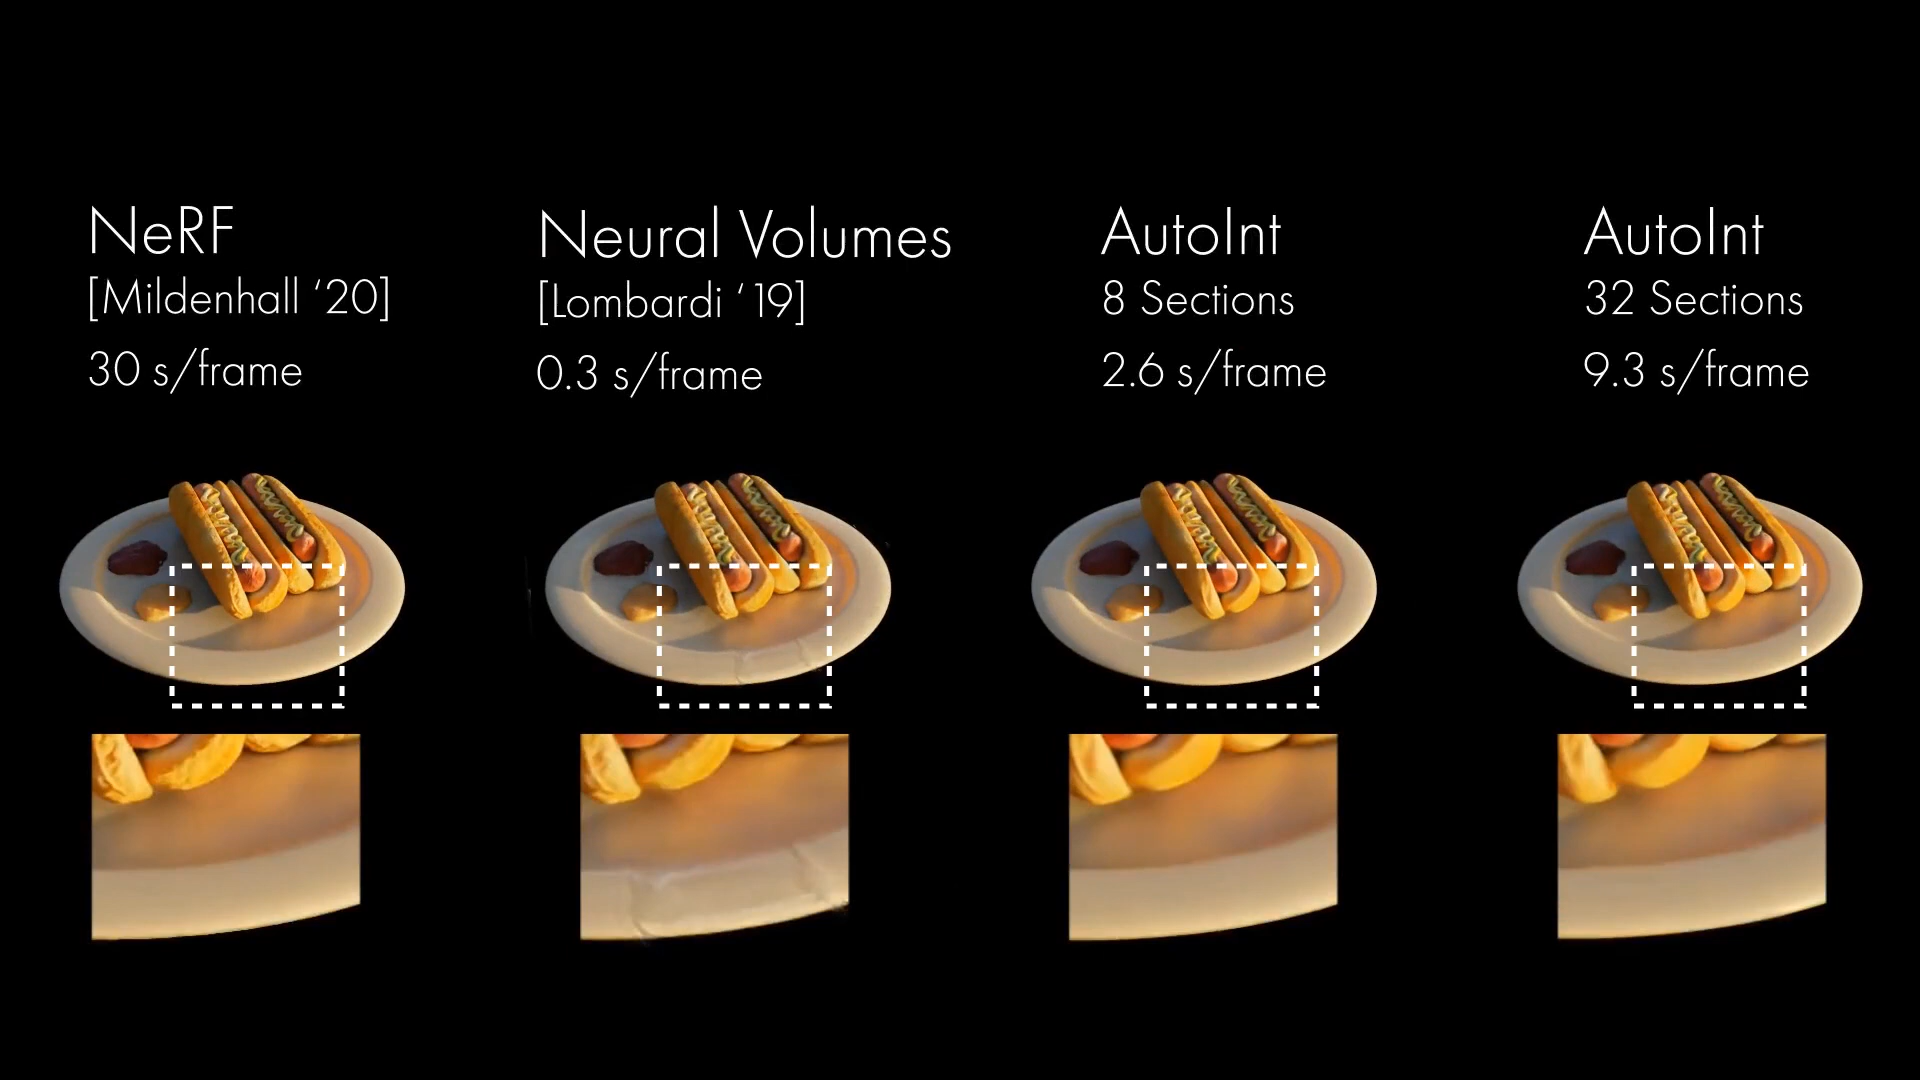 NeRF
[Mildenhall ‘20]
30 s/frame
Neural Volumes
[Lombardi ‘19]
0.3 s/frame
AutoInt
8 Sections
2.6 s/frame
AutoInt
32 Sections
9.3 s/frame